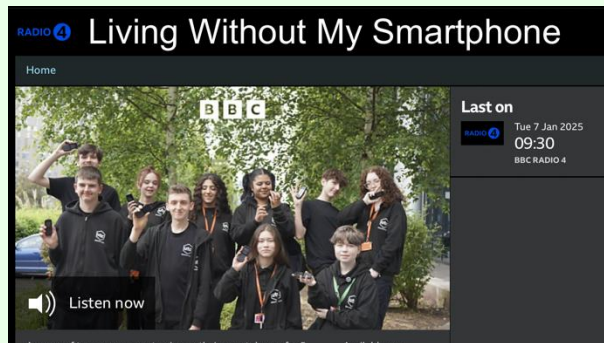 RADIO 4 Living Without My Smartphone
Home
BBC
Last on
RADIO 4
Tue 7 Jan 2025
09:30
BBC RADIO 4
Listen now